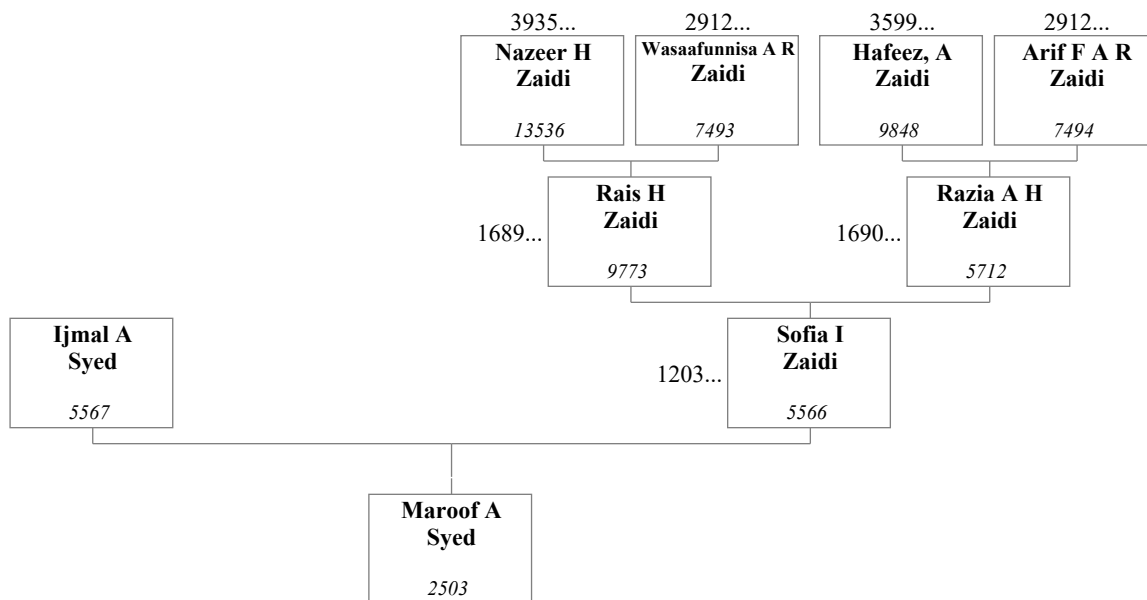 3935...
2912...
3599...
2912...
Nazeer H
Zaidi
13536
Wasaafunnisa A R
Zaidi
7493
Hafeez, A
Zaidi
9848
Arif F A R
Zaidi
7494
1689...
Rais H
Zaidi
9773
1690...
Razia A H
Zaidi
5712
Ijmal A
Syed
5567
1203...
Sofia I
Zaidi
5566
Maroof A
Syed
2503